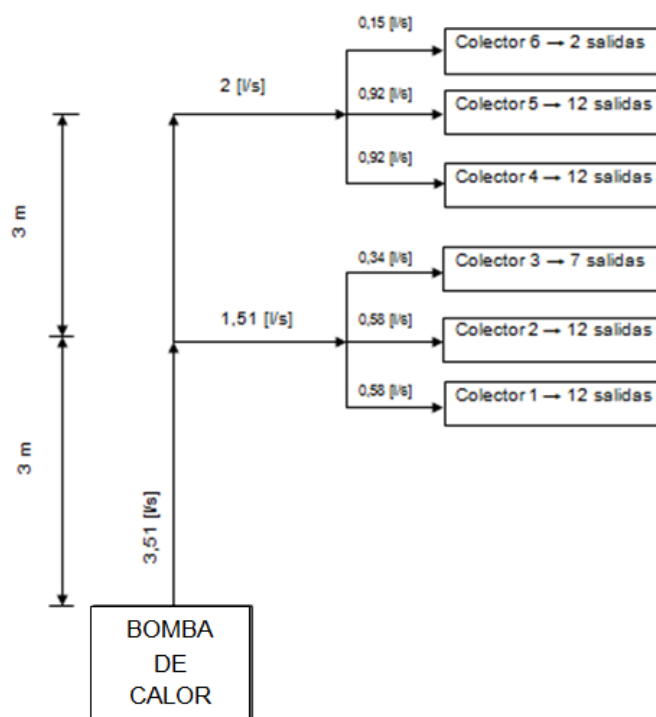 0,15 [l/s]
Colector 6 → 2 salidas
2 [l/s]
0,92 [l/s]
Colector 5 → 12 salidas
0,92 [l/s]
Colector 4 → 12 salidas
3 m
0,34 [l/s]
Colector 3 → 7 salidas
1,51 [l/s]
0,58 [l/s]
Colector 2 → 12 salidas
0,58 [l/s]
Colector 1 → 12 salidas
3 m
3,51 [l/s]
BOMBA
DE
CALOR